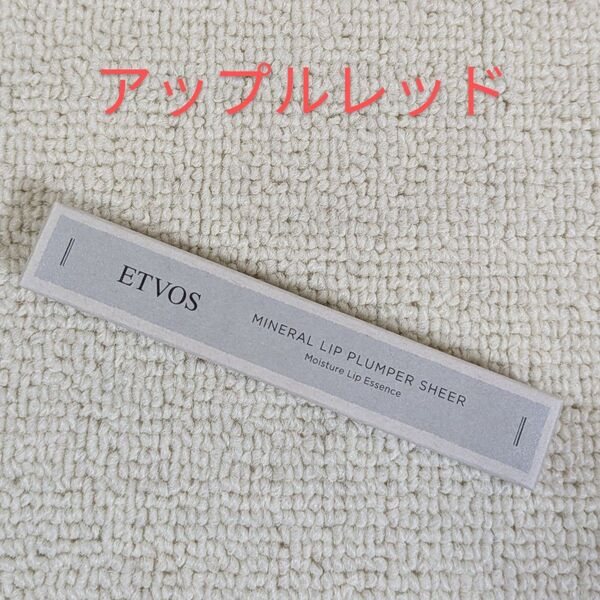 アップルレッド
ETVOS
MINERAL LIP PLUMPER SHEER
Moisture Lip Essence